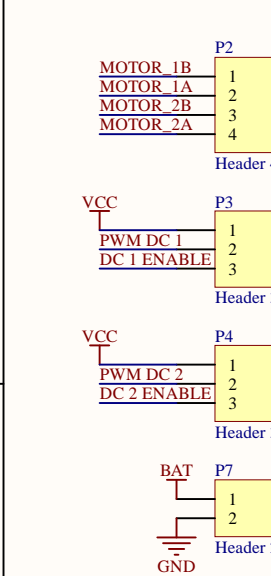 P2
MOTOR_1B 1
MOTOR_1A 2
MOTOR_2B 3
MOTOR_2A 4
Header
P3
VCC
1
PWM DC 1 2
DC 1 ENABLE 3
Header
P4
VCC
1
PWM DC 2 2
DC 2 ENABLE 3
Header
BAT P7
1
2
Header
GND